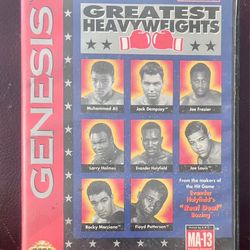 GENESIS
GREATEST
HEAVYWEIGHTS
Muhammad Ali
Jack Dempsey
Joe Frazier
Larry Holmes
Evander Holyfield
Joe Louis
Rocky Marciano
Floyd Patterson
From the makers of
the Hit Game
Evander
Holyfield's
"Real Deal"
Boxing
MA-13